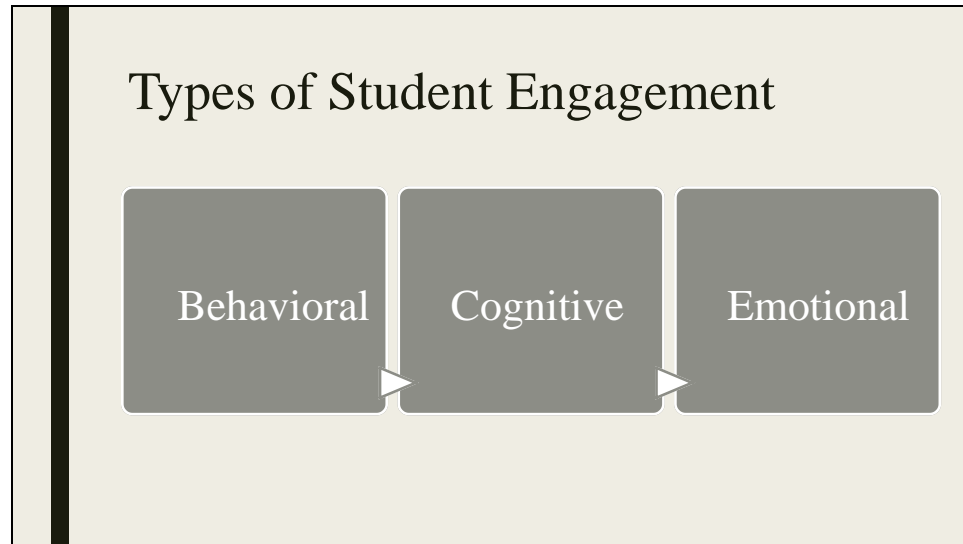 Types of Student Engagement
Behavioral
Cognitive
Emotional